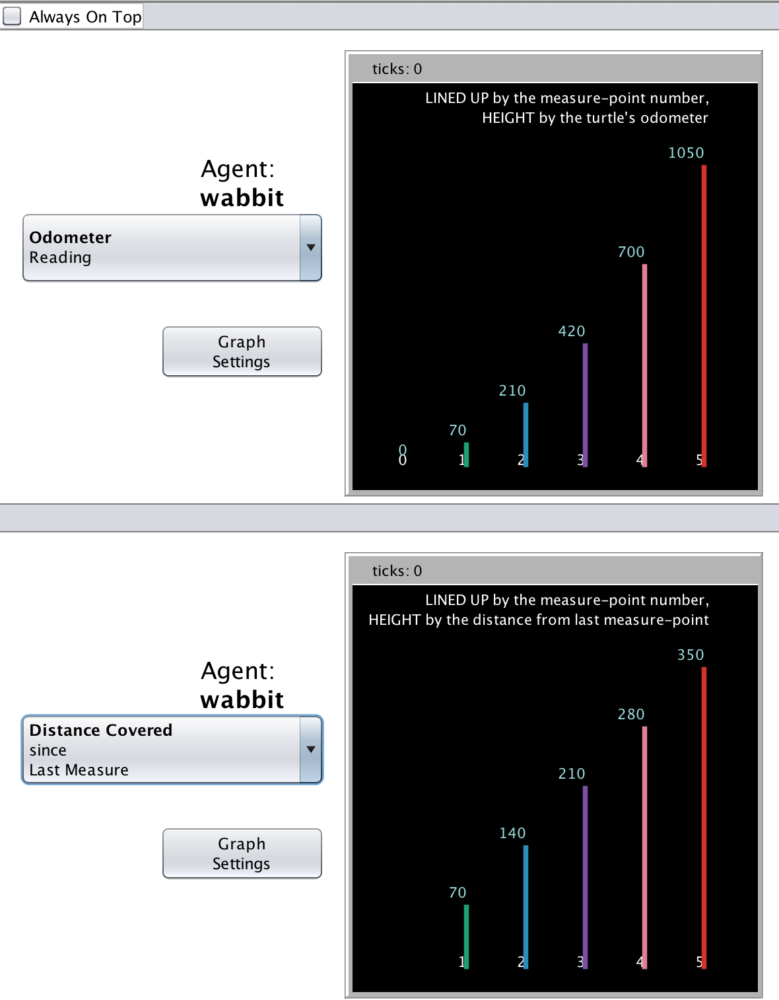 Always On Top
ticks: 0
LINED UP by the measure-point number,
HEIGHT by the turtle's odometer
Agent:
wabbit
Odometer
Reading
Graph
Settings
1050
700
420
210
70
0
0 1 2 3 4 5
ticks: 0
LINED UP by the measure-point number,
HEIGHT by the distance from last measure-point
Agent:
wabbit
Distance Covered
since
Last Measure
Graph
Settings
350
280
210
140
70
1 2 3 4 5